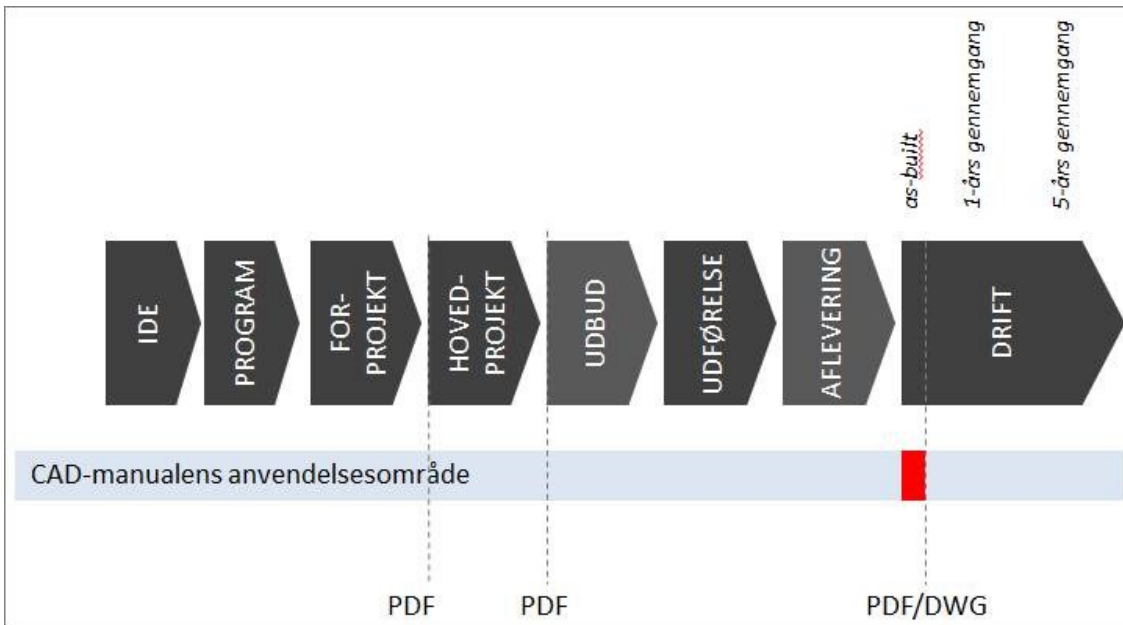 as-built
1-års gennemgang
5-års gennemgang
IDE
PROGRAM
FOR-
PROJEKT
HOVED-
PROJEKT
UDBUD
UDFØRELSE
AFLEVERING
DRIFT
CAD-manualens anvendelsesområde
PDF
PDF
PDF/DWG